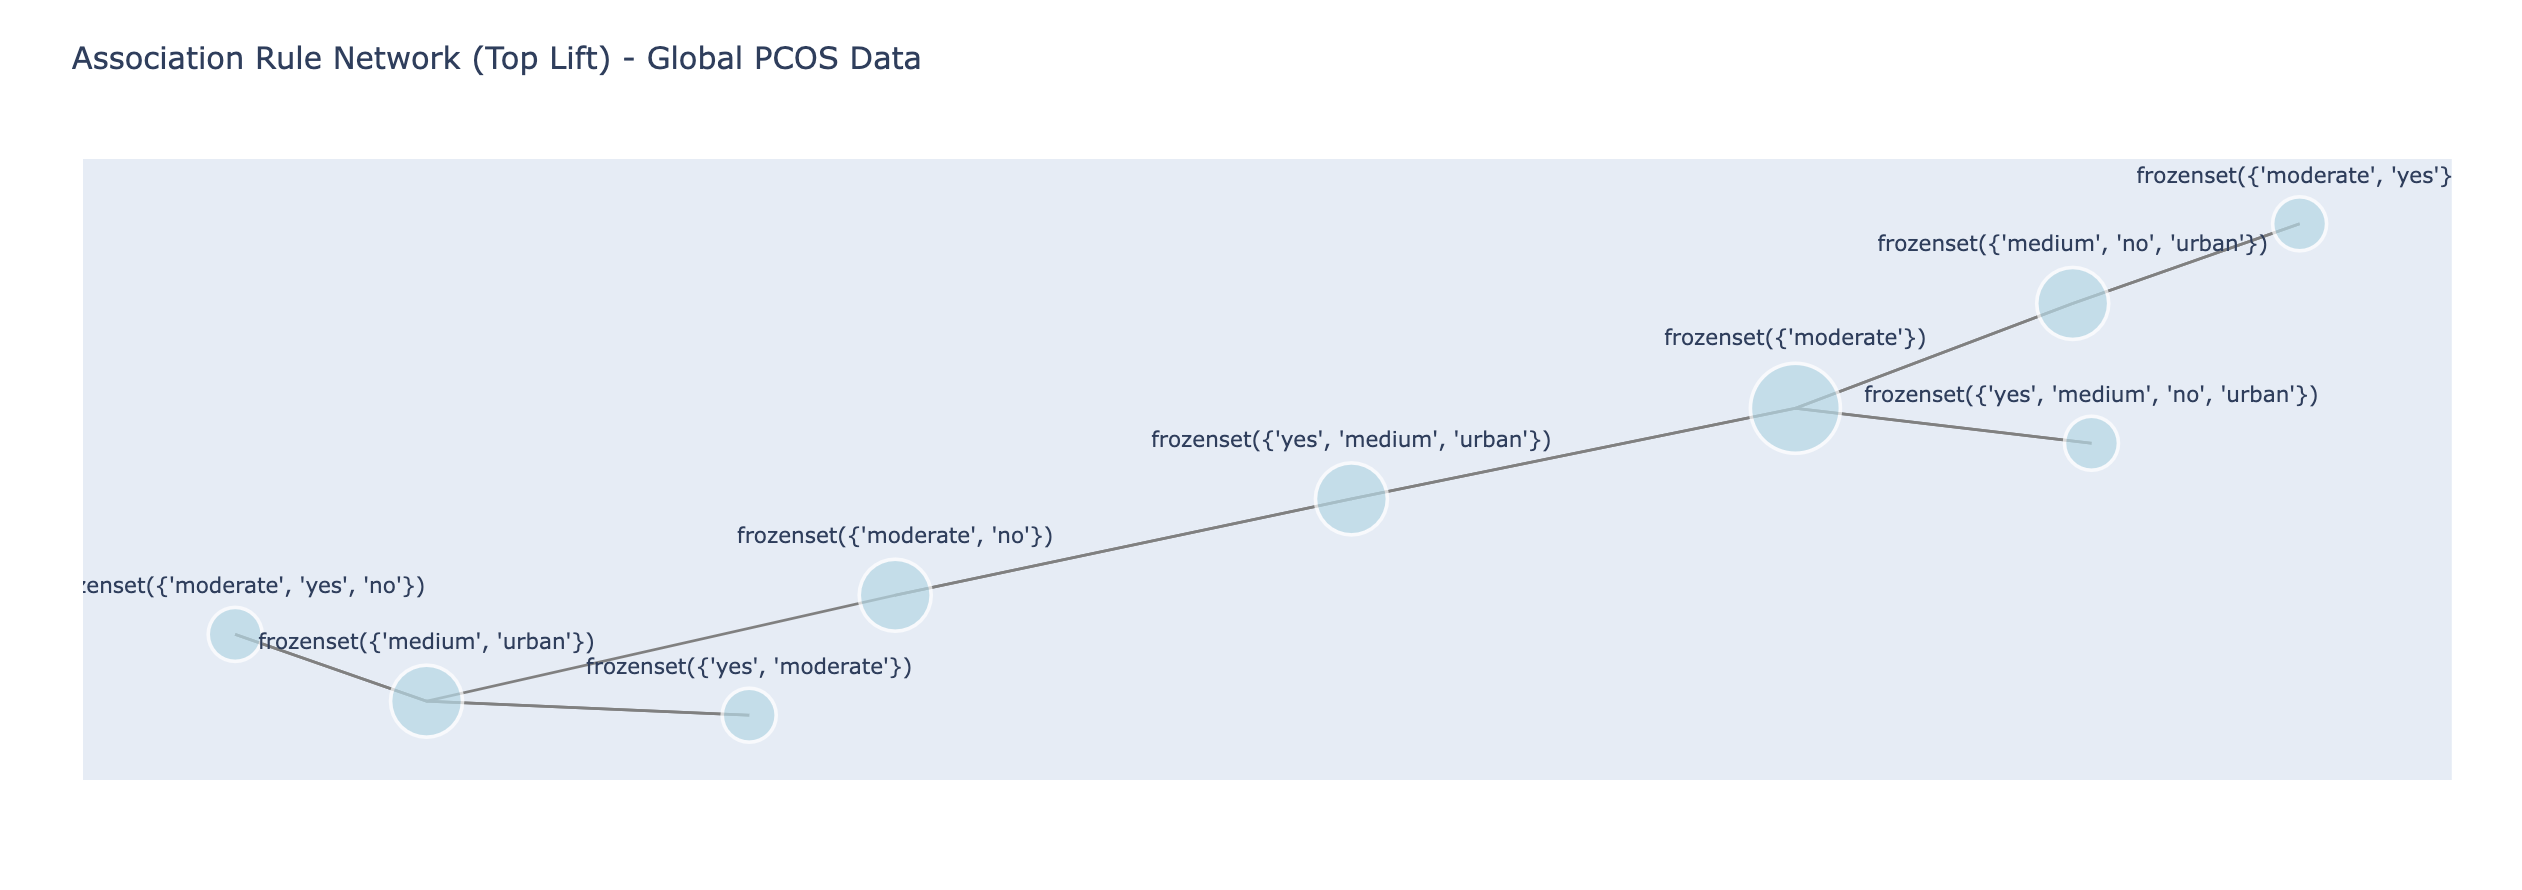 Association Rule Network (Top Lift) - Global PCOS Data
frozenset({'moderate', 'yes'}
frozenset({'medium', 'no', 'urban'})
frozenset({'moderate'})
frozenset({'yes', 'medium', 'no', 'urban'})
frozenset({'yes', 'medium', 'urban'})
frozenset({'moderate', 'no'})
zenset({'moderate', 'yes', 'no'})
frozenset({'medium', 'urban'})
frozenset({'yes', 'moderate'})